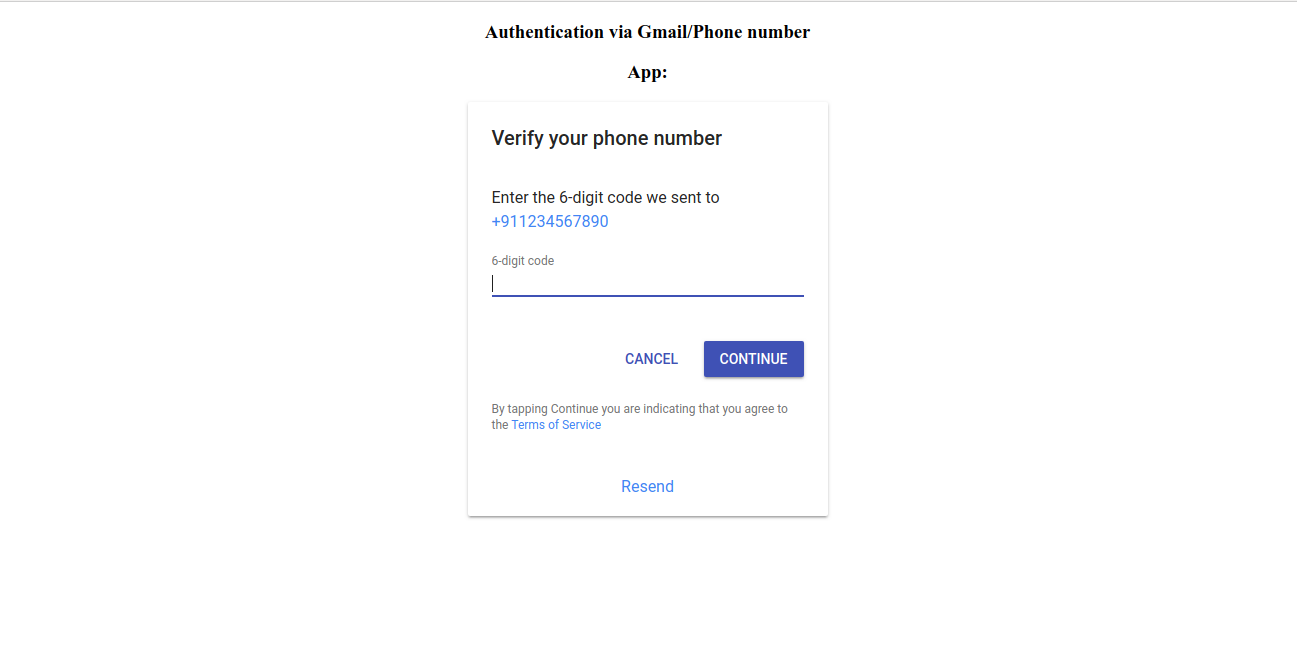 Authentication via Gmail/Phone number
App:
Verify your phone number
Enter the 6-digit code we sent to
+911234567890
6-digit code
CANCEL CONTINUE
By tapping Continue you are indicating that you agree to
the Terms of Service
Resend